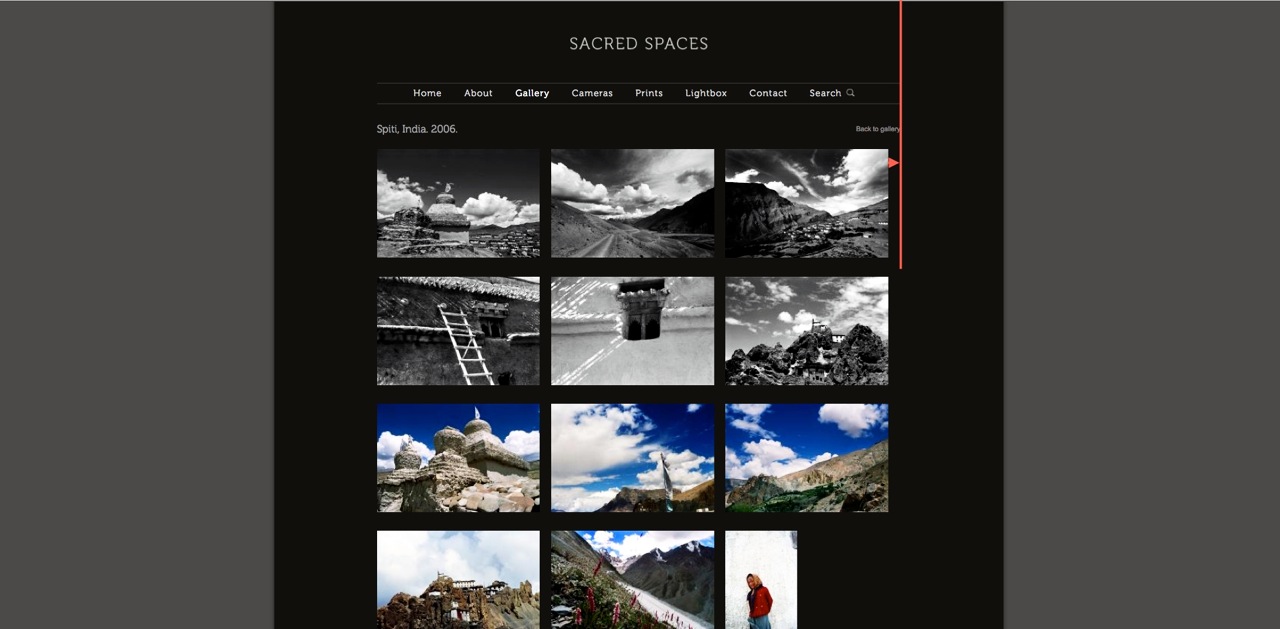 SACRED SPACES
Home About Gallery Cameras Prints Lightbox Contact Search
Spiti, India. 2006. Back to gallery